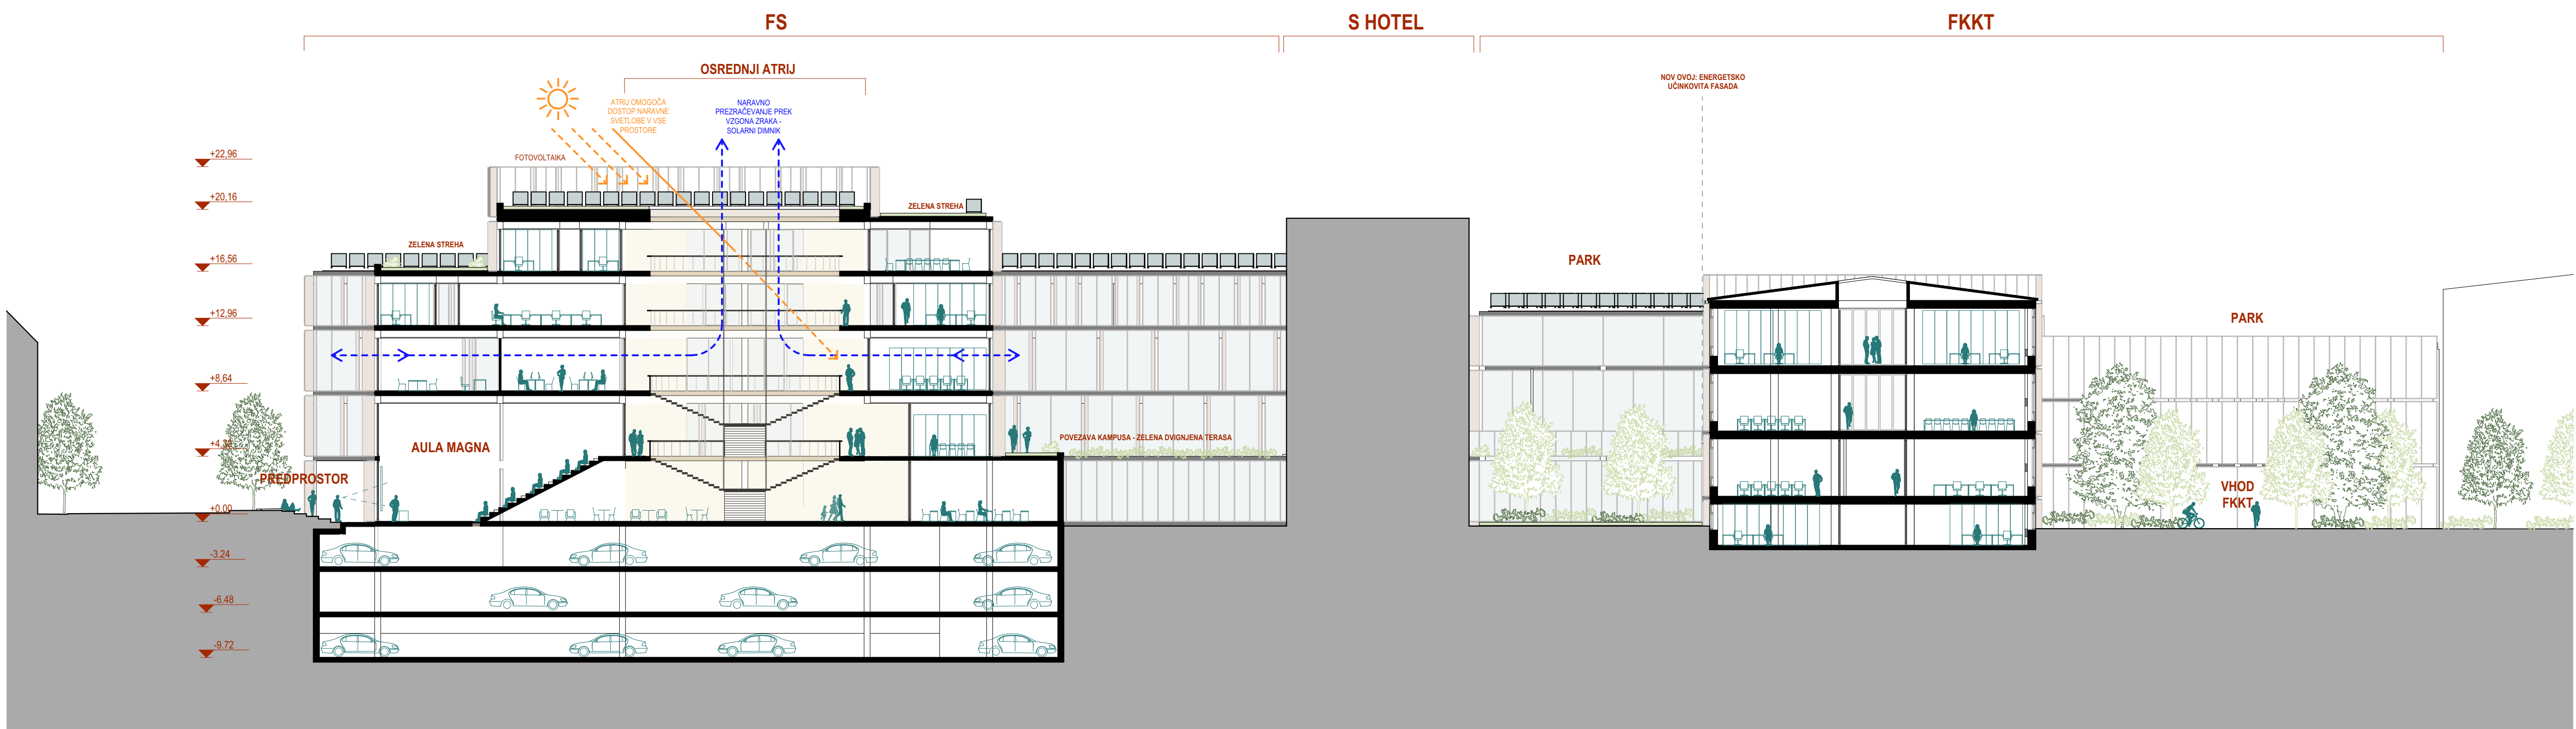 FS
S HOTEL
FKKT
OSREDNJI ATRIJ
NOV OVOJ: ENERGETSKO
UČINKOVITA FASADA
ATRIJ OMOGOČA
DOSTOP NARAVNE
SVETLOBE V VSE
PROSTORE
NARAVNO
PREZRAČEVANJE PREK
VZGONA ZRAKA -
SOLARNI DIMNIK
FOTOVOLTAIKA
+22,96
+20,16
ZELENA STREHA
ZELENA STREHA
+16,56
PARK
+12,96
PARK
+8,64
+4,32
AULA MAGNA
POVEZAVA KAMPUSA - ZELENA DVIGNJENA TERASA
PREDPROSTOR
VHOD
FKKT
+0.00
-3.24
-6.48
-9.72